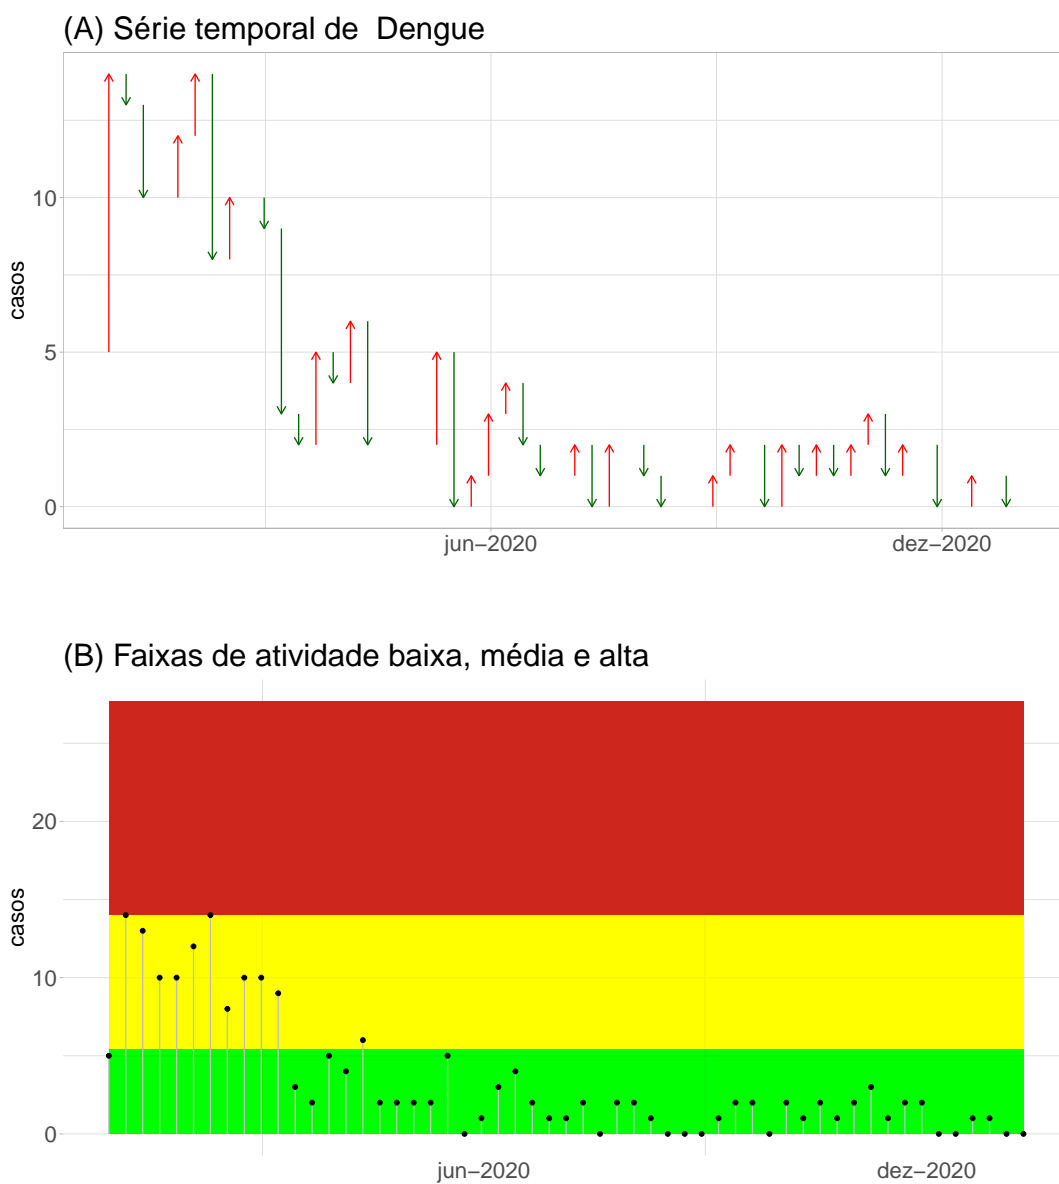 (A) Série temporal de  Dengue
10
5
0
casos
jun−2020
dez−2020
(B) Faixas de atividade baixa, média e alta
20
10
0
casos
jun−2020
dez−2020